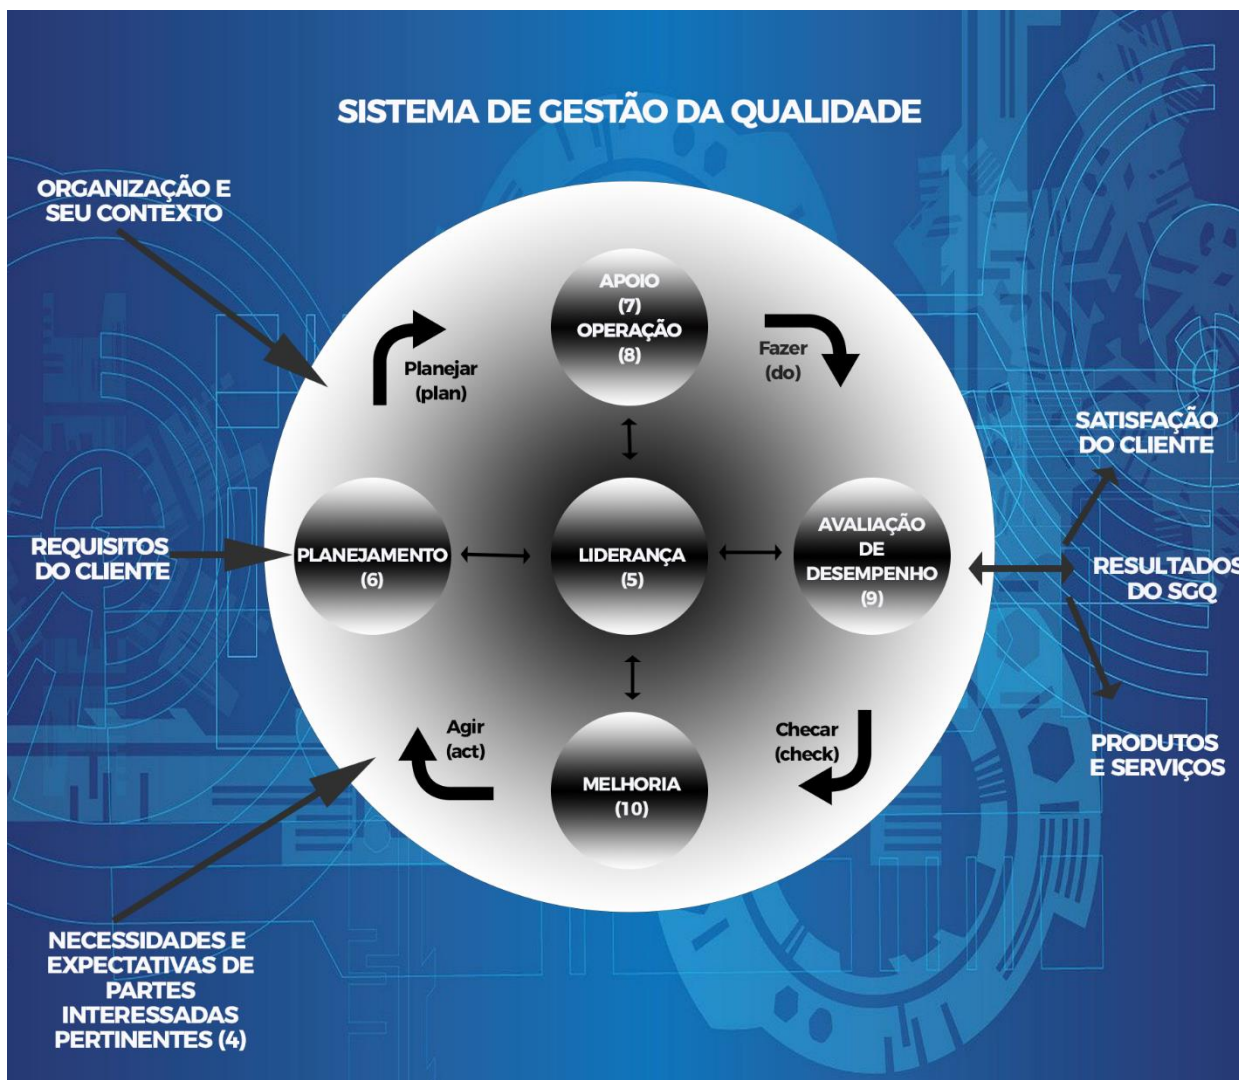 SISTEMA DE GESTÃO DA QUALIDADE
ORGANIZAÇÃO E
SEU CONTEXTO
APOIO
(7)
OPERAÇÃO
(8)
Planejar
(plan)
Fazer
(do)
SATISFAÇÃO
DO CLIENTE
REQUISITOS
DO CLIENTE
PLANEJAMENTO
(6)
LIDERANÇA
(5)
AVALIAÇÃO
DE
DESEMPENHO
(9)
RESULTADOS
DO SGQ
Agir
(act)
Checar
(check)
MELHORIA
(10)
PRODUTOS
E SERVIÇOS
NECESSIDADES E
EXPECTATIVAS DE
PARTES
INTERESSADAS
PERTINENTES (4)